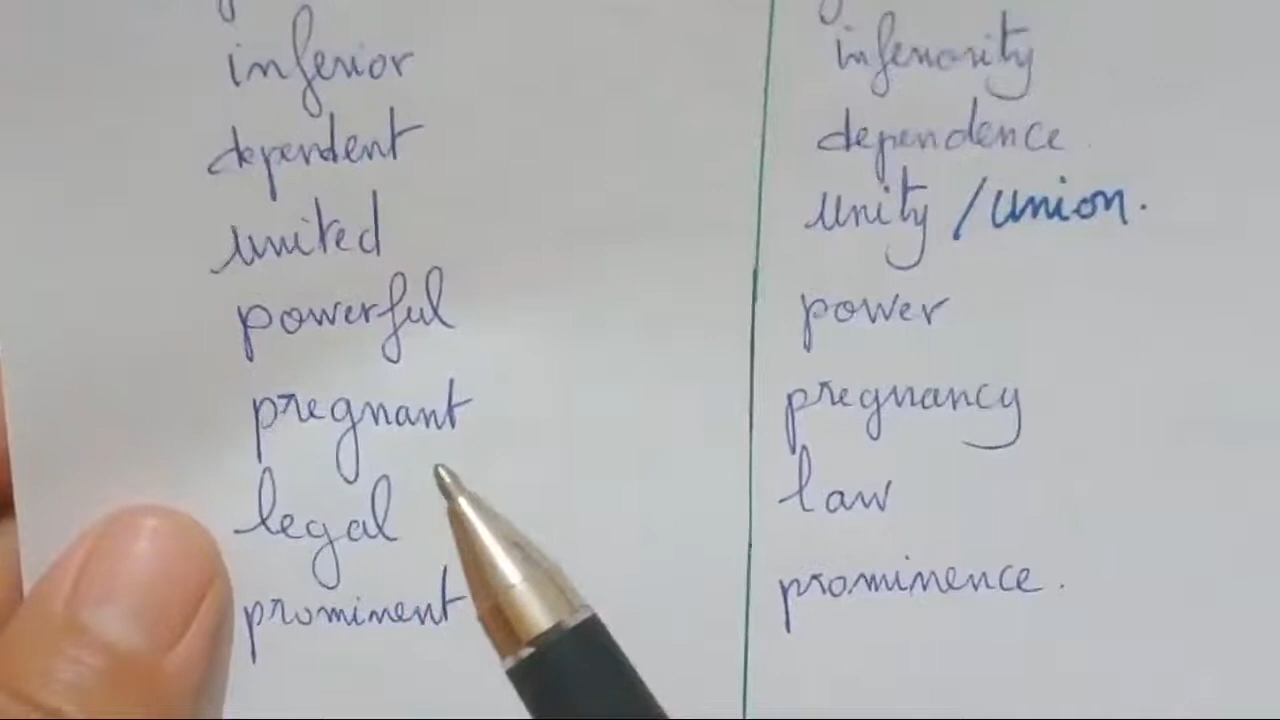 inferior inferiority
dependent dependence
united unity / union.
powerful power
pregnant pregnancy
legal law
prominent prominence.